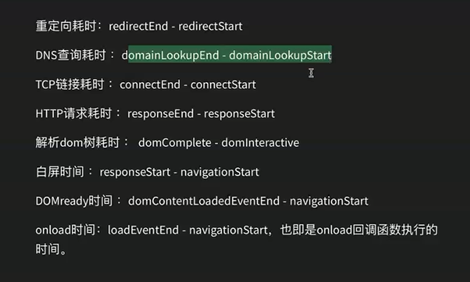 重定向耗时：redirectEnd - redirectStart
DNS查询耗时 ：domainLookupEnd - domainLookupStart
TCP链接耗时 ：connectEnd - connectStart
HTTP请求耗时 ：responseEnd - responseStart
解析dom树耗时 ：domComplete - domInteractive
白屏时间 ：responseStart - navigationStart
DOMready时间 ：domContentLoadedEventEnd - navigationStart
onload时间：loadEventEnd - navigationStart，也即是onload回调函数执行的
时间。